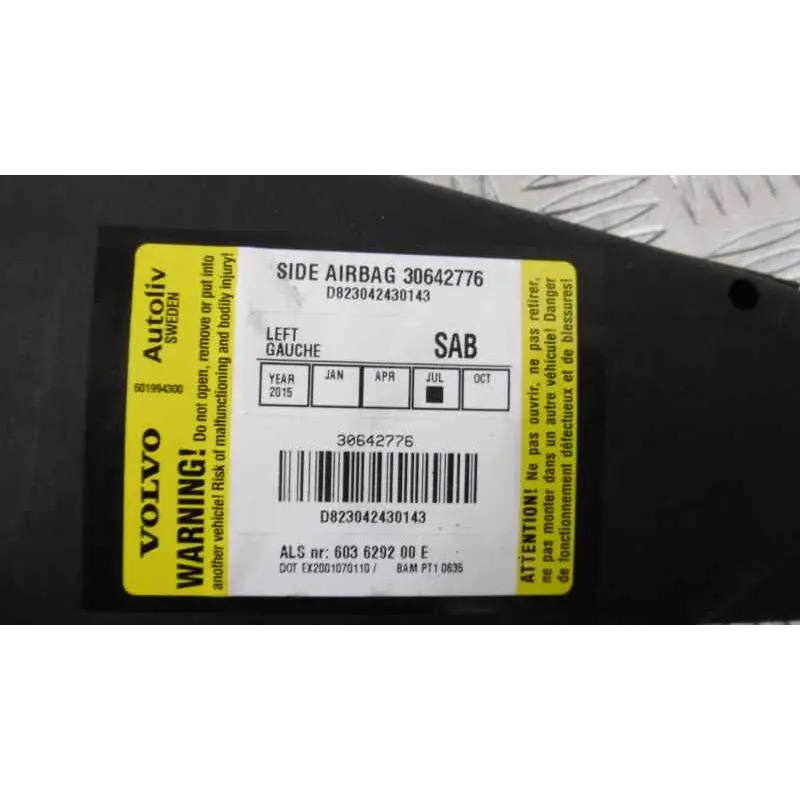 SIDE AIRBAG 30642776
D823042430143
LEFT
GAUCHE
SAB
YEAR
2015
JAN
APR
JUL
OCT
30642776
D823042430143
ALS nr: 603 6292 00 E
DOT EX2001070110 / BAM PT1 0635
Autoliv
SWEDEN
601994300
VOLVO
WARNING! Do not open, remove or put into
another vehicle! Risk of malfunctioning and bodily injury!
ATTENTION! Ne pas ouvrir, ne pas retirer,
ne pas monter dans un autre véhicule! Danger
de fonctionnement défectueux et de blessures!